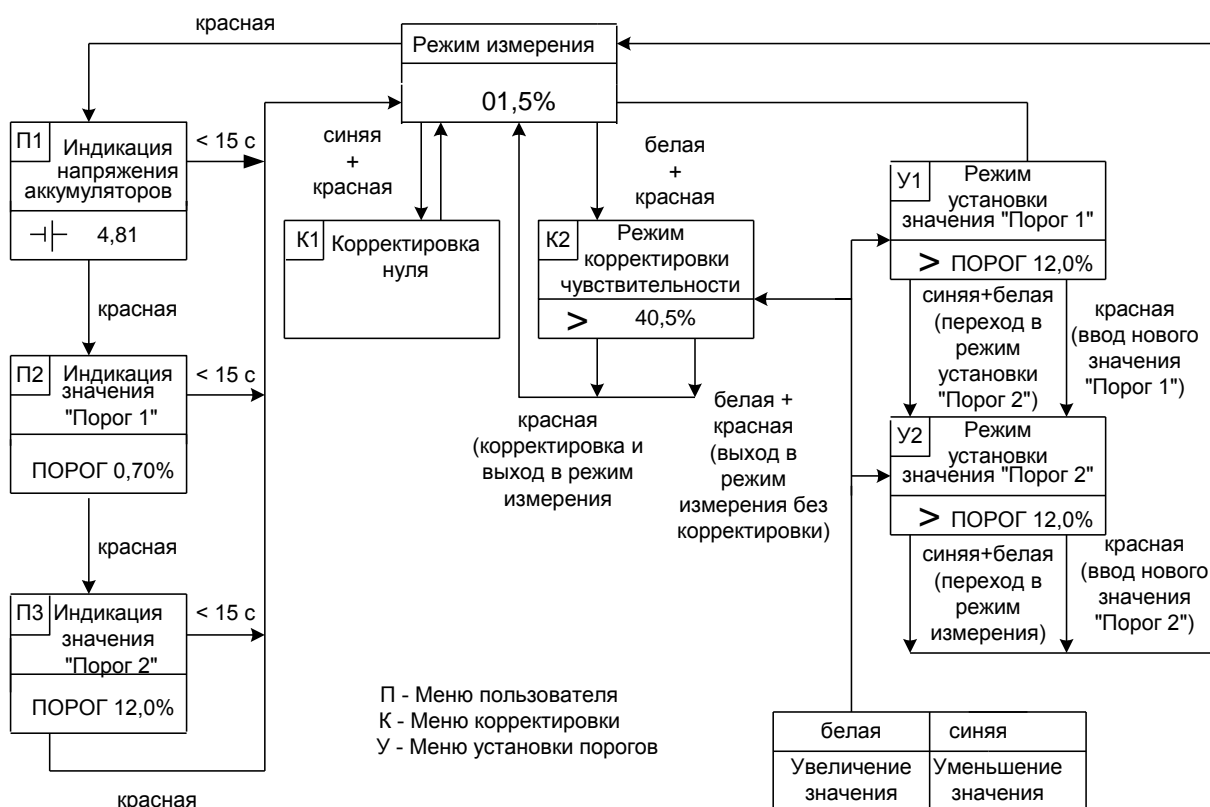 красная
Режим измерения
01,5%
П1
Индикация
напряжения
аккумуляторов
4,81
< 15 с
красная
П2
Индикация
значения
"Порог 1"
ПОРОГ 0,70%
< 15 с
красная
П3
Индикация
значения
"Порог 2"
ПОРОГ 12,0%
< 15 с
красная
синяя
+
красная
К1
Корректировка
нуля
белая
+
красная
К2
Режим
корректировки
чувствительности
> 40,5%
красная
(корректировка и
выход в режим
измерения
белая +
красная
(выход в
режим
измерения без
корректировки)
У1
Режим
установки
значения "Порог 1"
> ПОРОГ 12,0%
синяя+белая
(переход в
режим
установки
"Порог 2")
красная
(ввод нового
значения
"Порог 1")
У2
Режим
установки
значения "Порог 2"
> ПОРОГ 12,0%
синяя+белая
(переход в
режим
измерения)
красная
(ввод нового
значения
"Порог 2")
П - Меню пользователя
К - Меню корректировки
У - Меню установки порогов
белая
синяя
Увеличение
значения
Уменьшение
значения